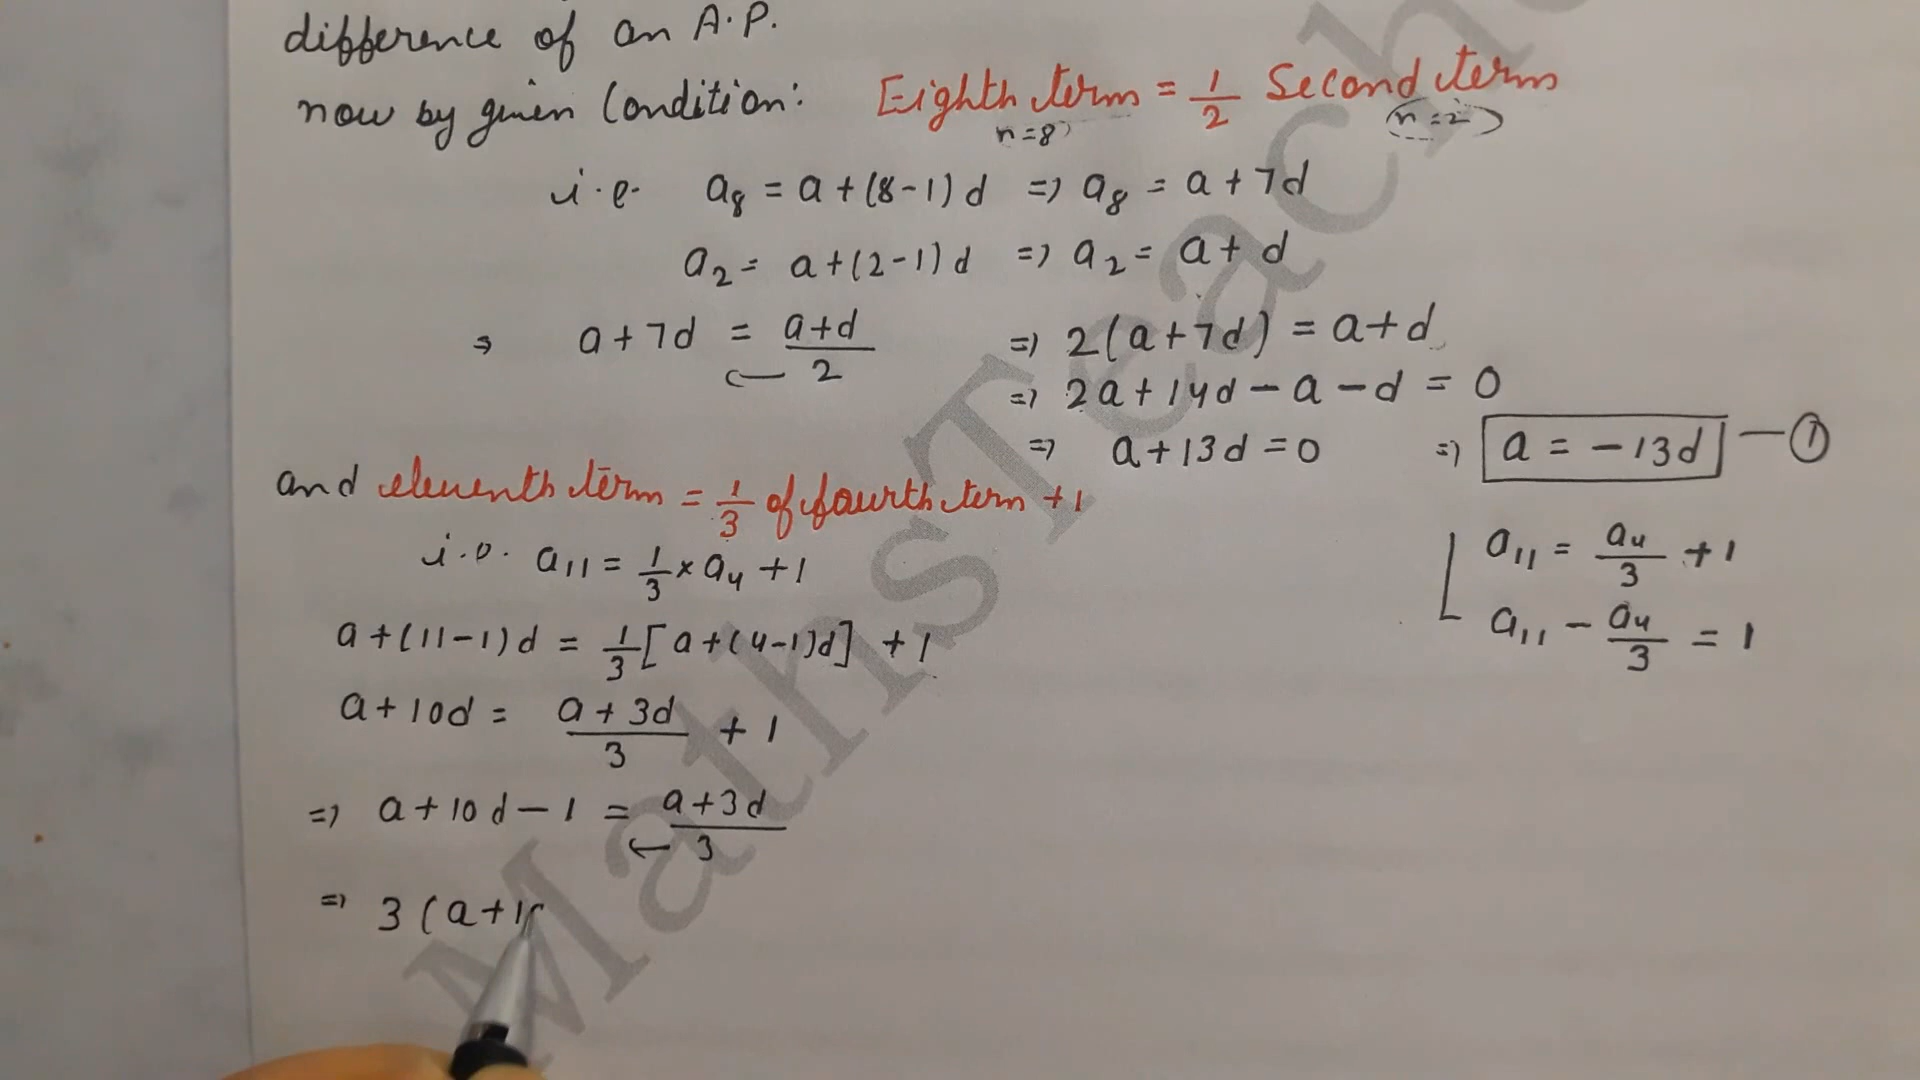 difference of an A.P.
now by given Condition: Eighth term = 1/2 Second term
n=8 (n=2)
i.e. a₈ = a+(8-1)d => a₈ = a+7d
a₂ = a+(2-1)d => a₂ = a+d
=> a+7d = (a+d)/2 => 2(a+7d) = a+d
=> 2a+14d-a-d = 0
=> a+13d=0 => a = -13d —①
and eleventh term = 1/3 of fourth term +1
i.e. a₁₁ = 1/3 × a₄ +1
a₁₁ = a₄/3 +1
a₁₁ - a₄/3 = 1
a+(11-1)d = 1/3[a+(4-1)d] +1
a+10d = (a+3d)/3 + 1
=> a+10d-1 = (a+3d)/3
=> 3(a+1
MathsTeach